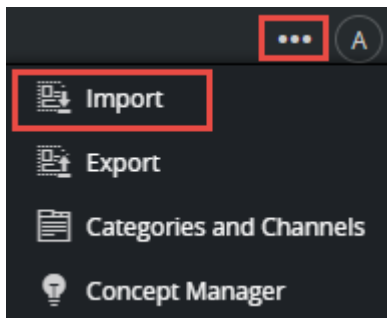 ••• A
Import
Export
Categories and Channels
Concept Manager